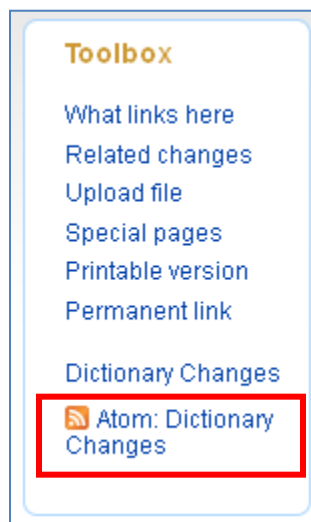 Toolbox
What links here
Related changes
Upload file
Special pages
Printable version
Permanent link
Dictionary Changes
Atom: Dictionary
Changes